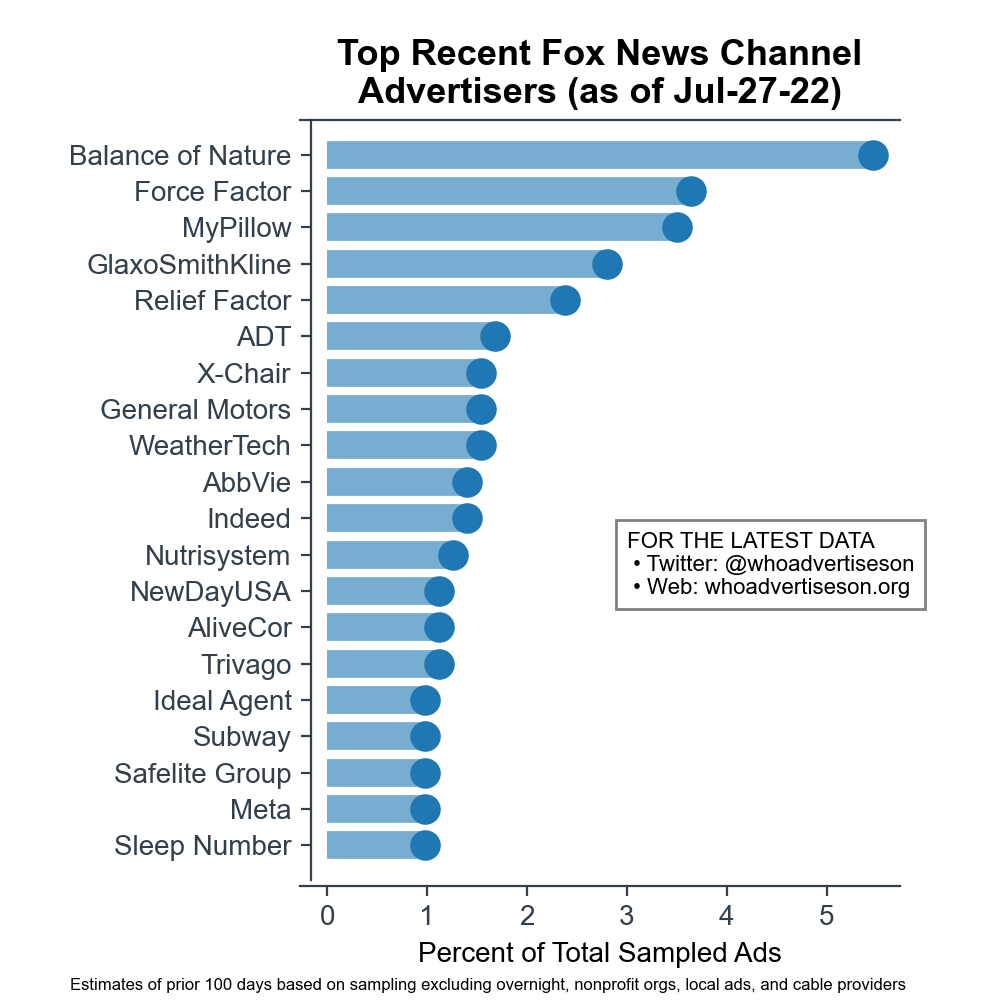 Top Recent Fox News Channel
Advertisers (as of Jul-27-22)
Balance of Nature
Force Factor
MyPillow
GlaxoSmithKline
Relief Factor
ADT
X-Chair
General Motors
WeatherTech
AbbVie
Indeed
Nutrisystem
NewDayUSA
AliveCor
Trivago
Ideal Agent
Subway
Safelite Group
Meta
Sleep Number
FOR THE LATEST DATA
• Twitter: @whoadvertiseson
• Web: whoadvertiseson.org
0 1 2 3 4 5
Percent of Total Sampled Ads
Estimates of prior 100 days based on sampling excluding overnight, nonprofit orgs, local ads, and cable providers